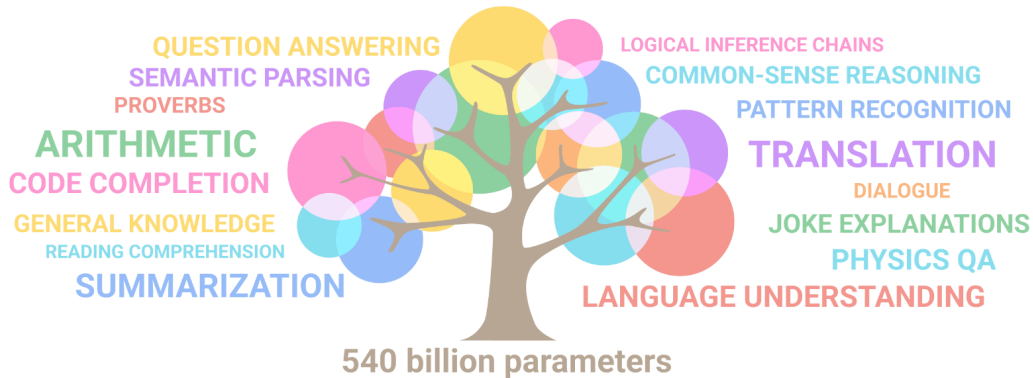 QUESTION ANSWERING
SEMANTIC PARSING
PROVERBS
ARITHMETIC
CODE COMPLETION
GENERAL KNOWLEDGE
READING COMPREHENSION
SUMMARIZATION
LOGICAL INFERENCE CHAINS
COMMON-SENSE REASONING
PATTERN RECOGNITION
TRANSLATION
DIALOGUE
JOKE EXPLANATIONS
PHYSICS QA
LANGUAGE UNDERSTANDING
540 billion parameters